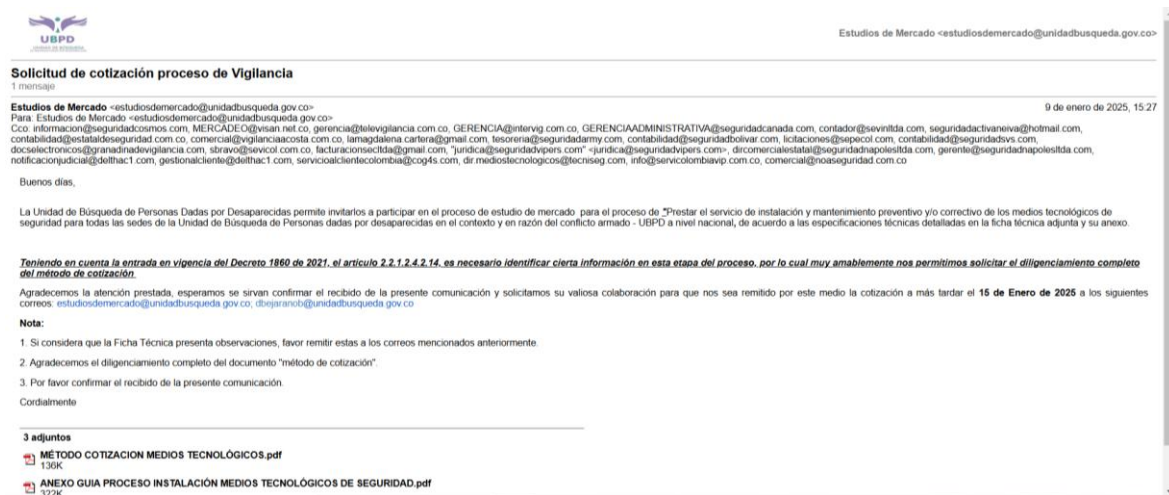 UBPD
Estudios de Mercado <estudiosdemercado@unidadbusqueda.gov.co>
Solicitud de cotización proceso de Vigilancia
1 mensaje
Estudios de Mercado <estudiosdemercado@unidadbusqueda.gov.co> 9 de enero de 2025, 15:27
Para: Estudios de Mercado <estudiosdemercado@unidadbusqueda.gov.co>
Cco: informacion@seguridadcosmos.com, MERCADEO@visan.net.co, gerencia@televigilancia.com.co, GERENCIA@intervig.com.co, GERENCIAADMINISTRATIVA@seguridadcanada.com, contador@sevinltda.com, seguridadactivaneiva@hotmail.com,
contabilidad@estataldeseguridad.com.co, comercial@vigilanciaacosta.com.co, lamagdalena.cartera@gmail.com, tesoreria@seguridadarmy.com, contabilidad@seguridadbolivar.com, licitaciones@sepecol.com, contabilidad@seguridadsvs.com,
docselectronicos@granadinadevigilancia.com, sbravo@sevicol.com.co, facturacionsecltda@gmail.com, "juridica@seguridadvipers.com" <juridica@seguridadvipers.com>, dircomercialestatal@seguridadnapolesltda.com, gerente@seguridadnapolesltda.com,
notificacionjudicial@delthac1.com, gestionalcliente@delthac1.com, servicioalclientecolombia@cog4s.com, dir.mediostecnologicos@tecniseg.com, info@servicolombiavip.com.co, comercial@noaseguridad.com.co
Buenos días,
La Unidad de Búsqueda de Personas Dadas por Desaparecidas permite invitarlos a participar en el proceso de estudio de mercado para el proceso de "Prestar el servicio de instalación y mantenimiento preventivo y/o correctivo de los medios tecnológicos de
seguridad para todas las sedes de la Unidad de Búsqueda de Personas dadas por desaparecidas en el contexto y en razón del conflicto armado - UBPD a nivel nacional, de acuerdo a las especificaciones técnicas detalladas en la ficha técnica adjunta y su anexo.
Teniendo en cuenta la entrada en vigencia del Decreto 1860 de 2021, el artículo 2.2.1.2.4.2.14, es necesario identificar cierta información en esta etapa del proceso, por lo cual muy amablemente nos permitimos solicitar el diligenciamiento completo
del método de cotización
Agradecemos la atención prestada, esperamos se sirvan confirmar el recibido de la presente comunicación y solicitamos su valiosa colaboración para que nos sea remitido por este medio la cotización a más tardar el 15 de Enero de 2025 a los siguientes
correos: estudiosdemercado@unidadbusqueda.gov.co; dbejaranob@unidadbusqueda.gov.co
Nota:
1. Si considera que la Ficha Técnica presenta observaciones, favor remitir estas a los correos mencionados anteriormente.
2. Agradecemos el diligenciamiento completo del documento "método de cotización".
3. Por favor confirmar el recibido de la presente comunicación.
Cordialmente
3 adjuntos
MÉTODO COTIZACION MEDIOS TECNOLÓGICOS.pdf
136K
ANEXO GUIA PROCESO INSTALACIÓN MEDIOS TECNOLÓGICOS DE SEGURIDAD.pdf
322K